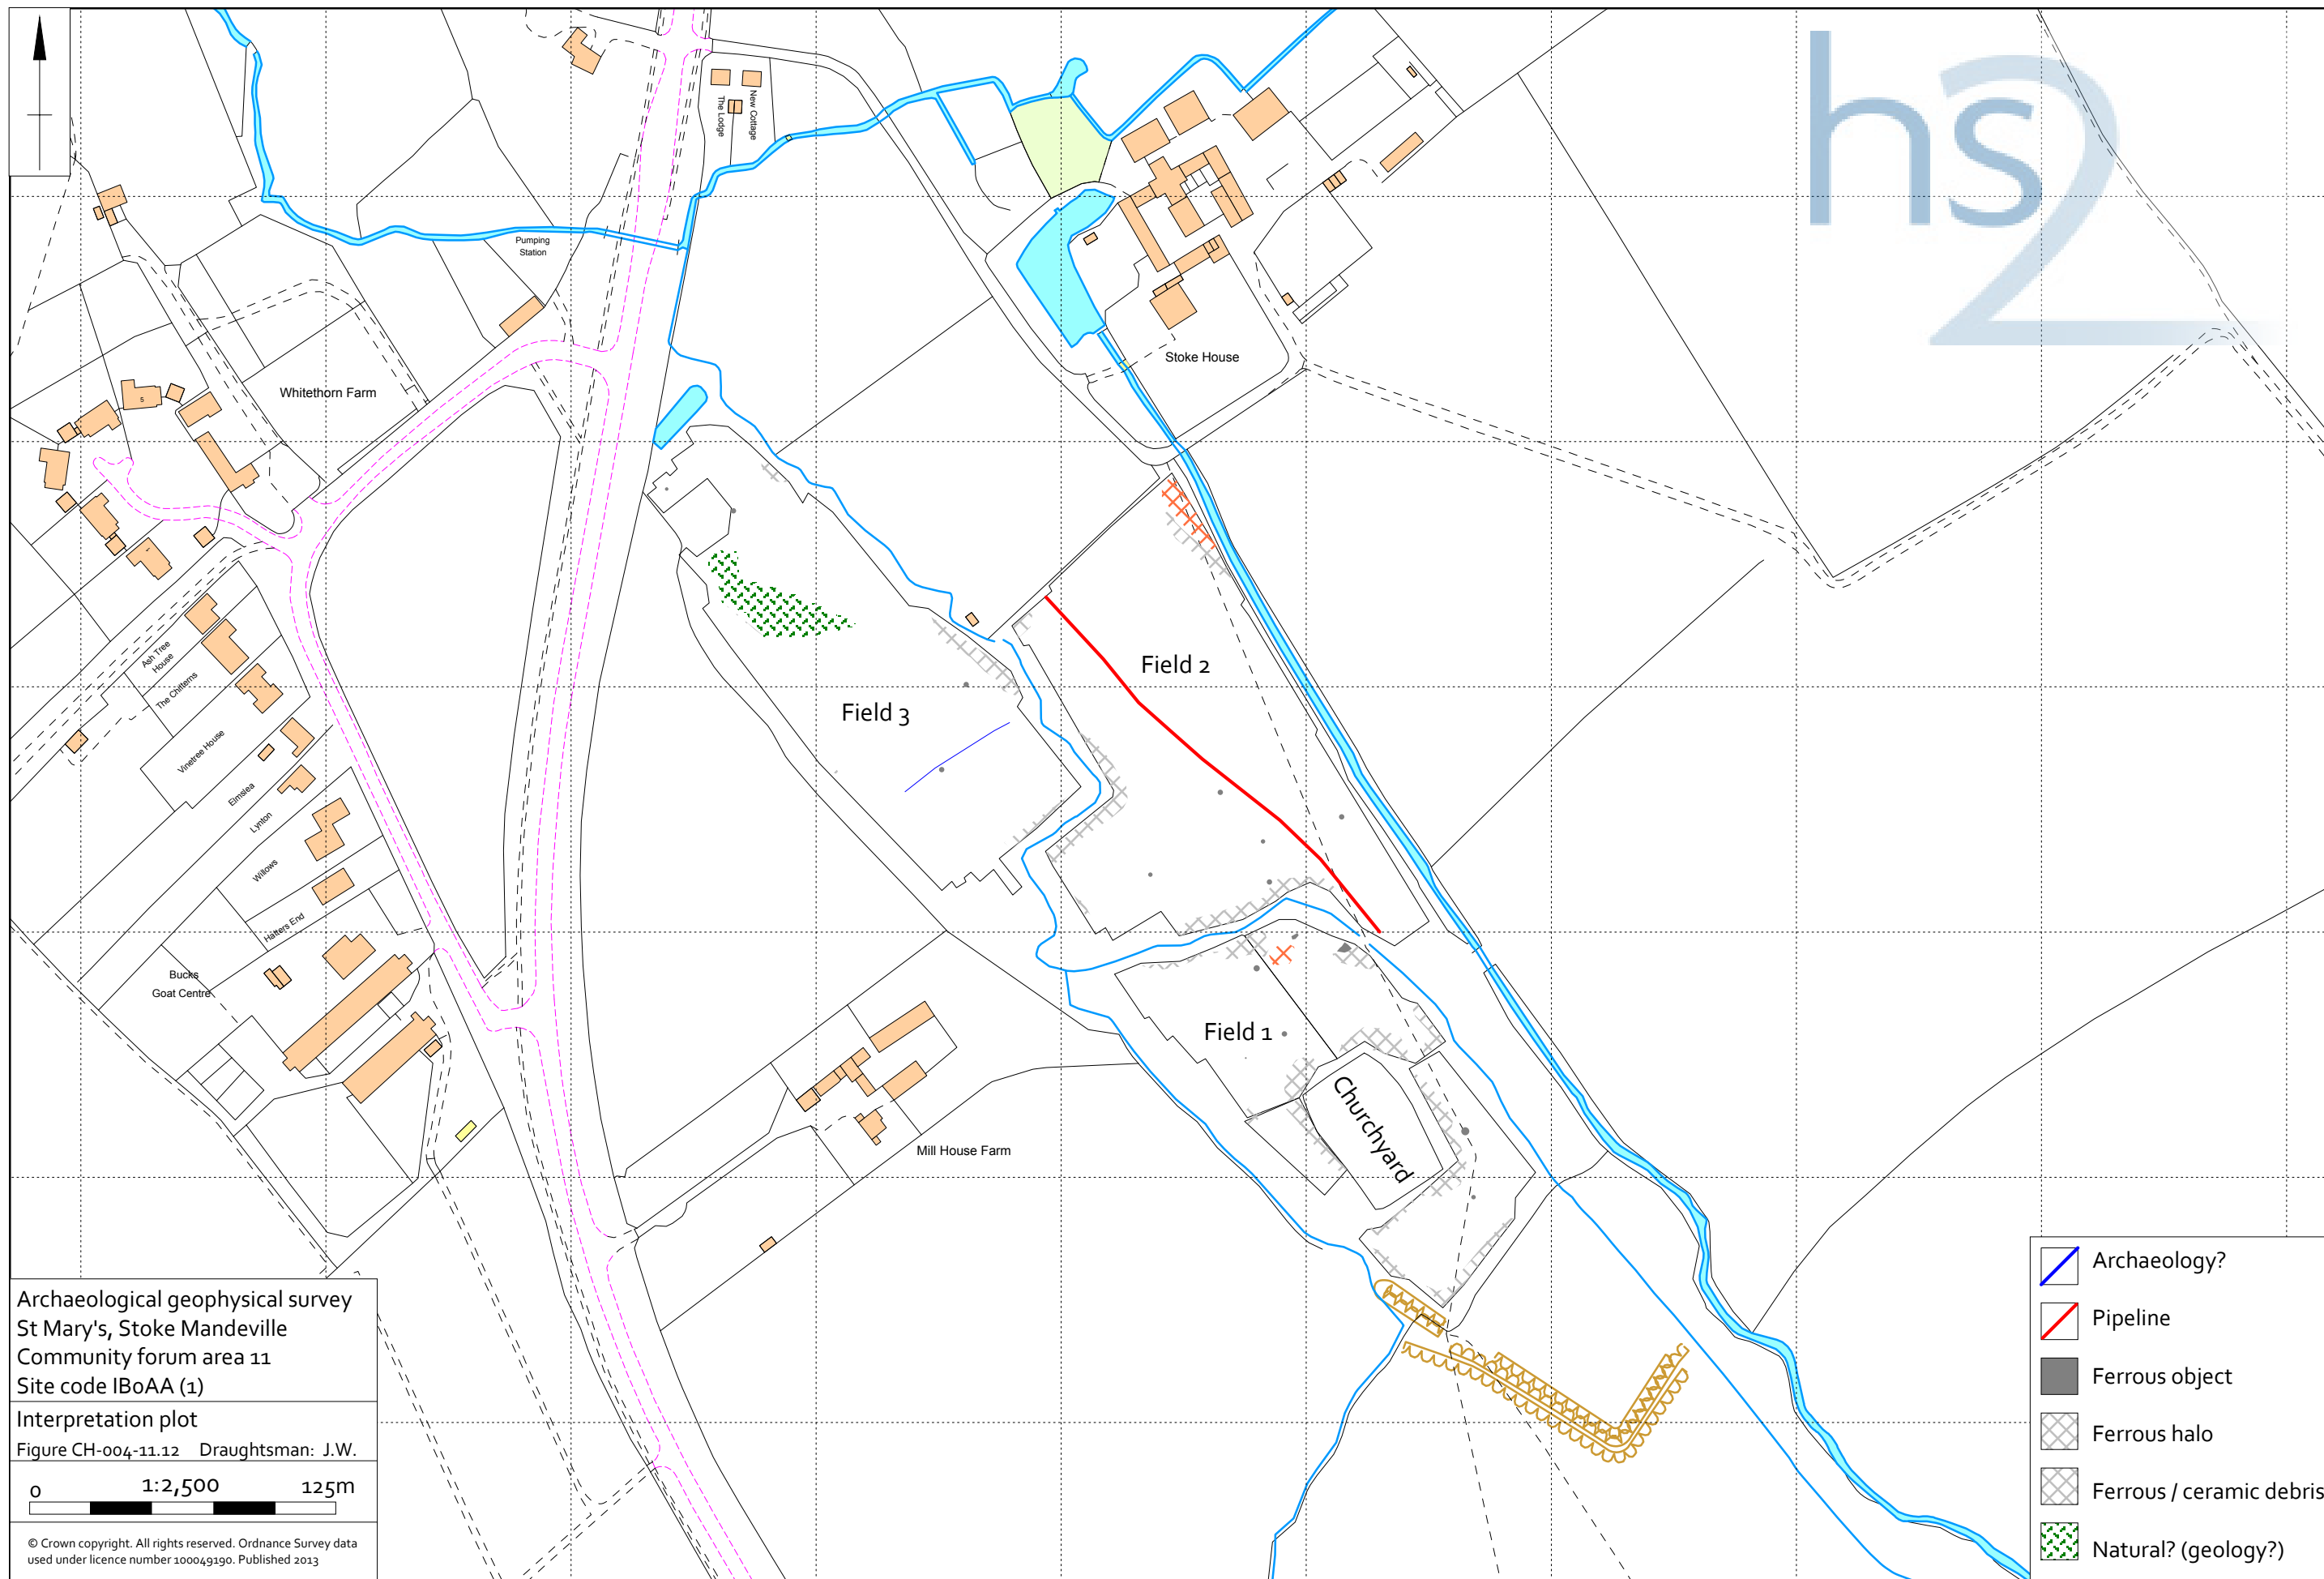 hs2
The Lodge
New Cottage
Pumping
Station
Stoke House
Whitethorn Farm
5
Ash Tree
House
The Chilterns
Vinetree House
Elmslea
Lynton
Willows
Hatters End
Bucks
Goat Centre
Mill House Farm
Field 2
Field 3
Field 1
Churchyard
Archaeological geophysical survey
St Mary's, Stoke Mandeville
Community forum area 11
Site code IB0AA (1)
Interpretation plot
Figure CH-004-11.12 Draughtsman: J.W.
0 1:2,500 125m
© Crown copyright. All rights reserved. Ordnance Survey data
used under licence number 100049190. Published 2013
Archaeology?
Pipeline
Ferrous object
Ferrous halo
Ferrous / ceramic debris
Natural? (geology?)